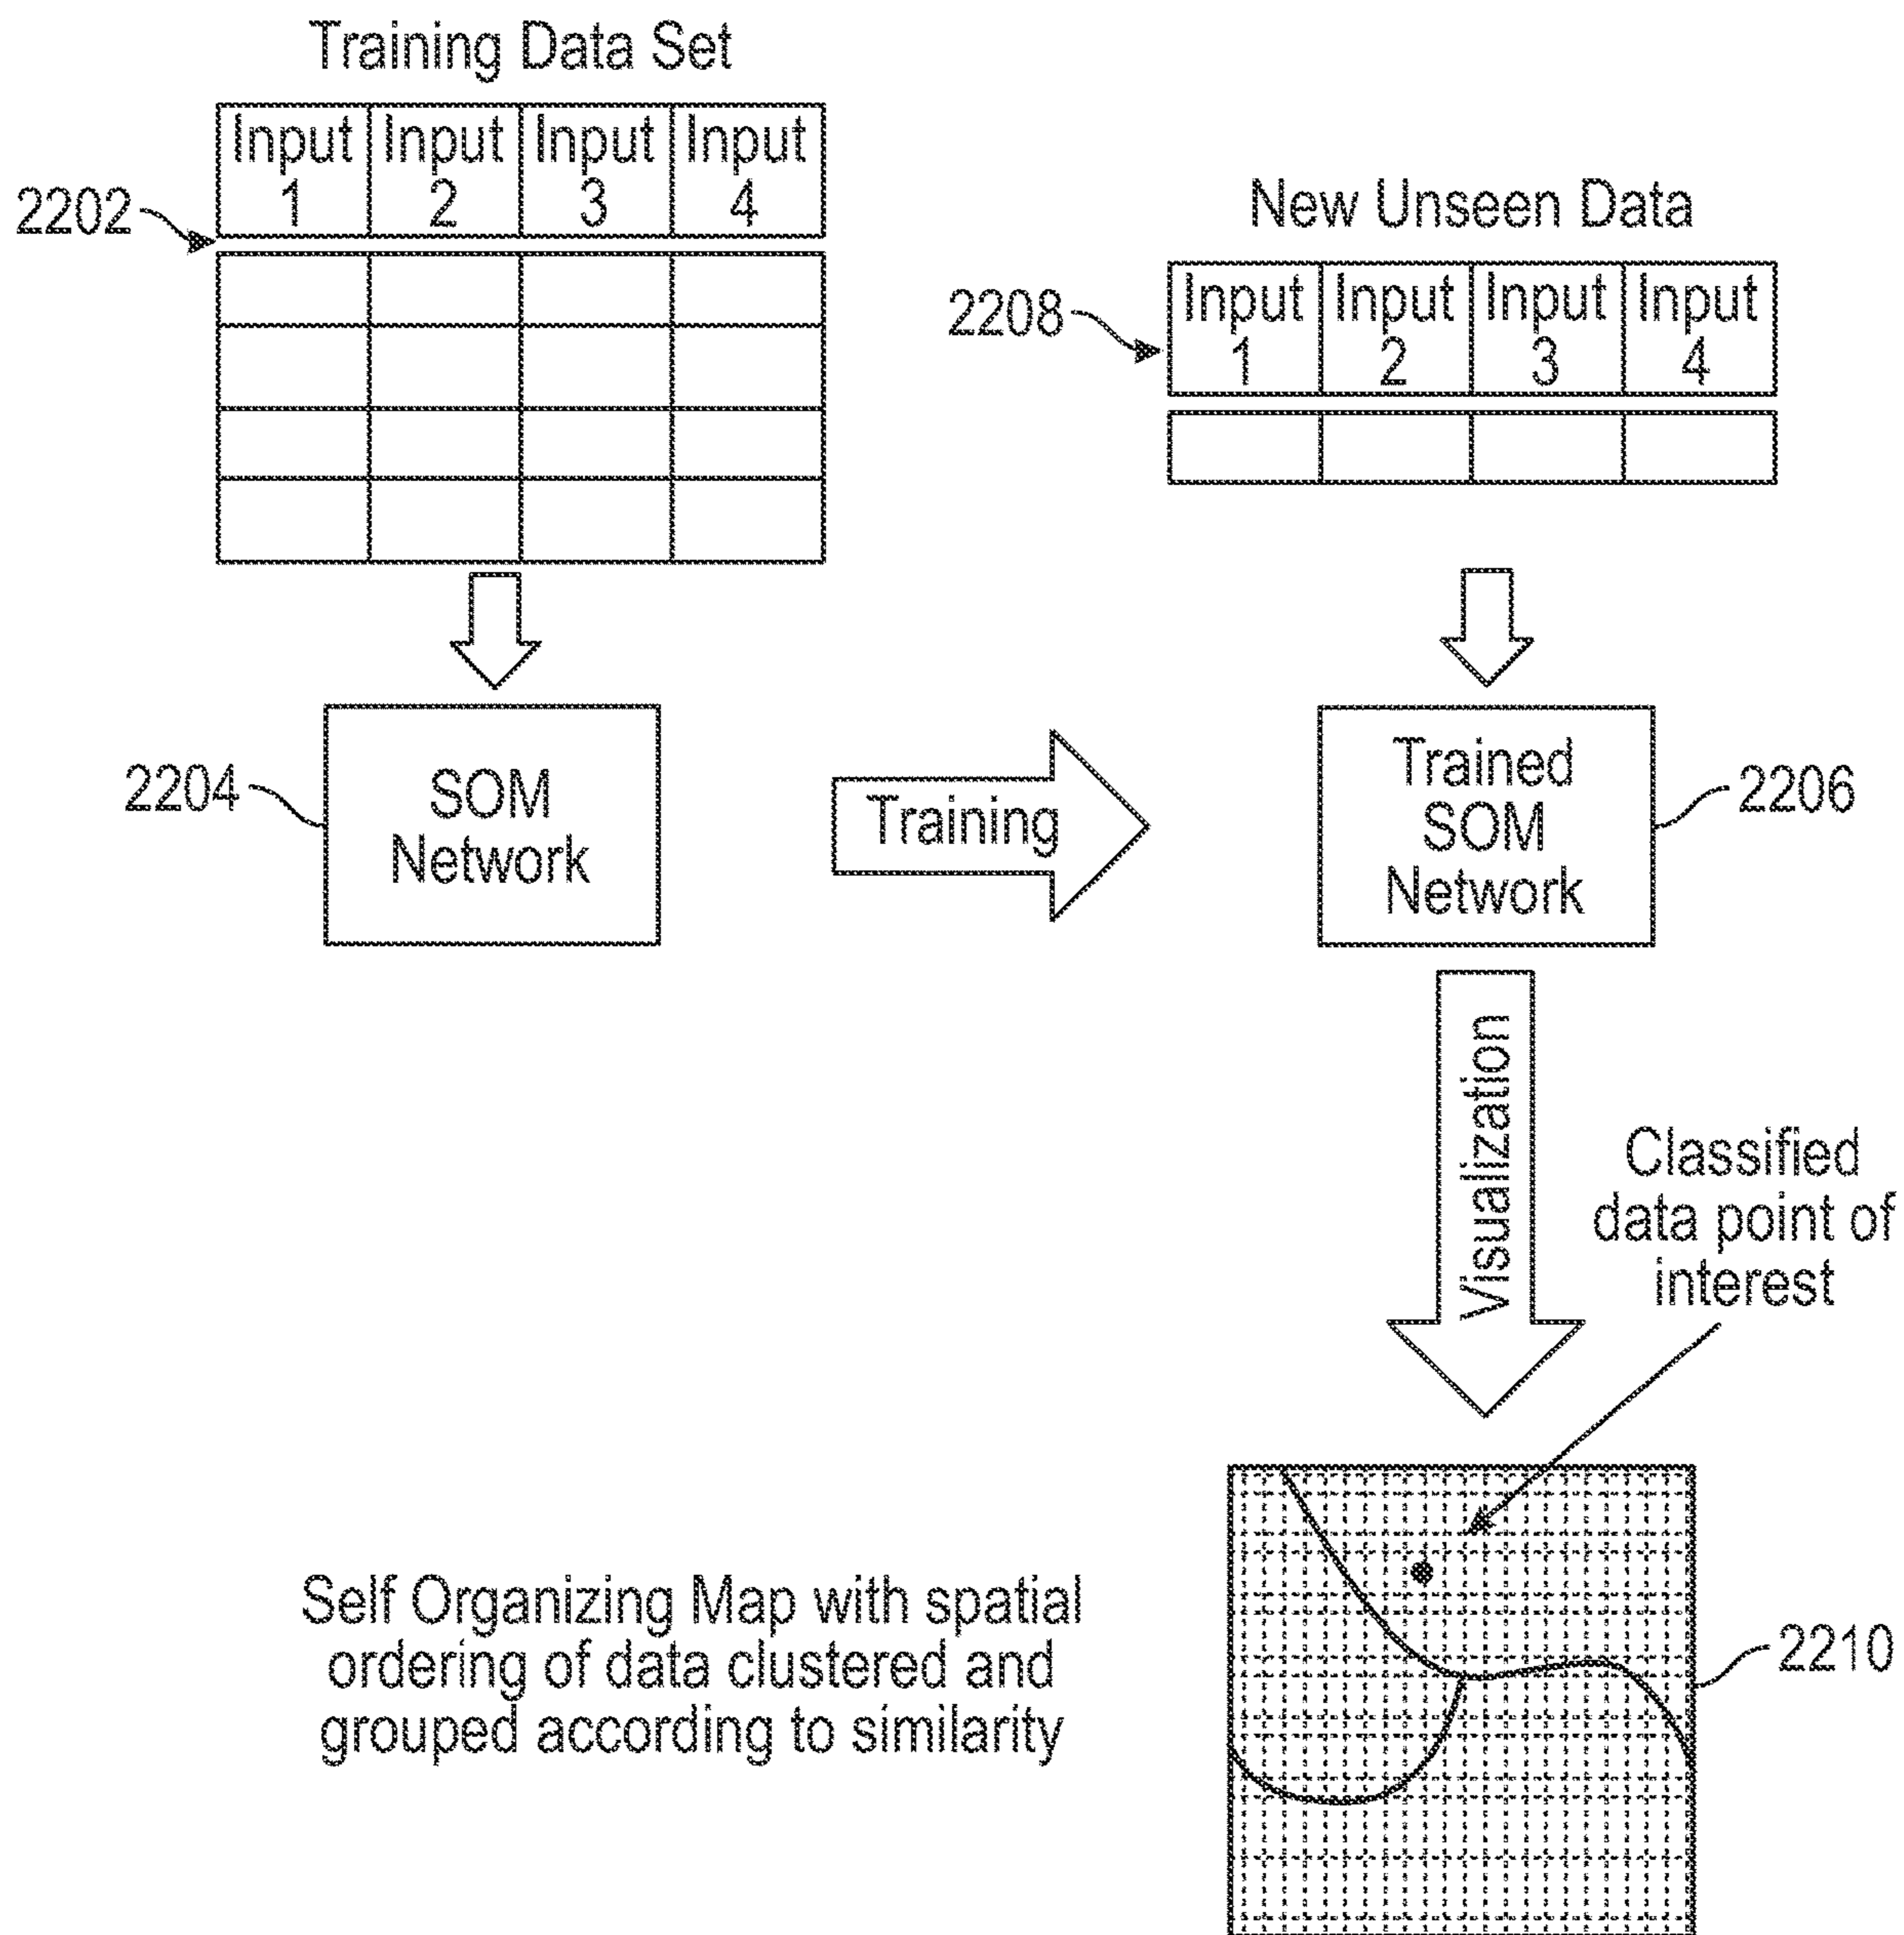 Training Data Set
Input Input Input Input
1 2 3 4
2202
New Unseen Data
2208
Input Input Input Input
1 2 3 4
2204
SOM
Network
Training
Trained
SOM
Network
2206
Visualization
Classified
data point of
interest
Self Organizing Map with spatial
ordering of data clustered and
grouped according to similarity
2210